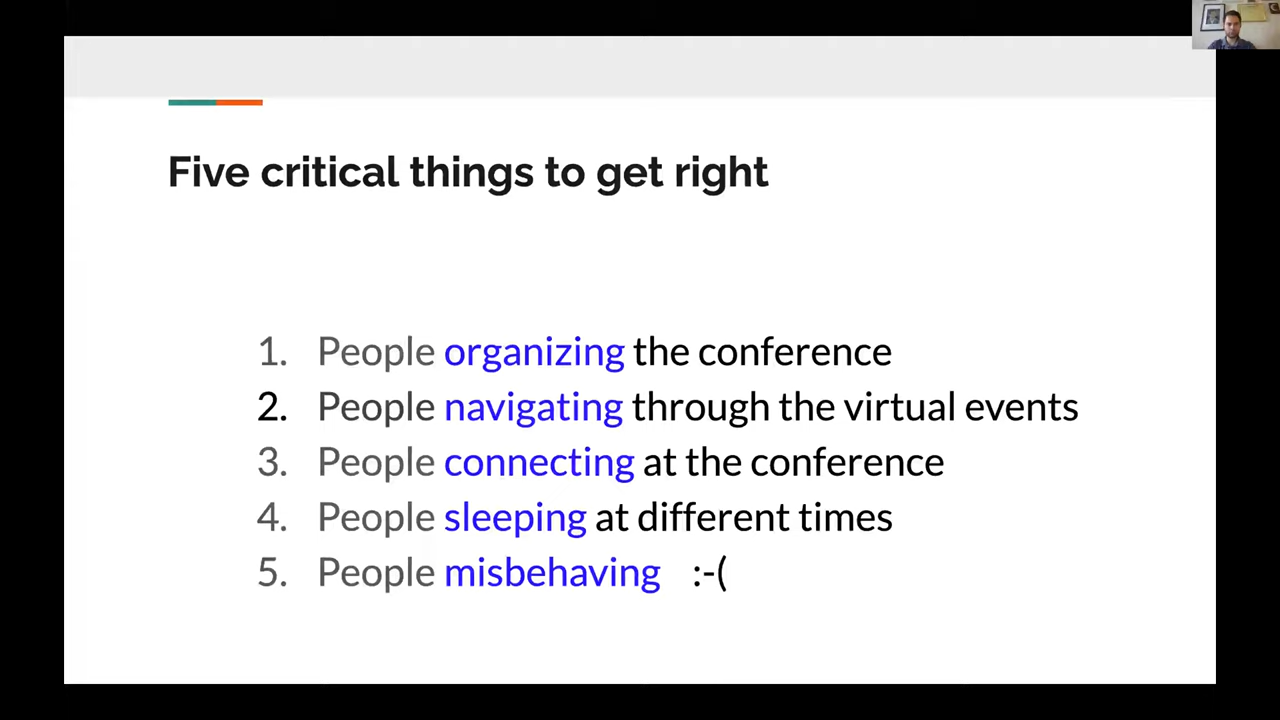 Five critical things to get right
1. People organizing the conference
2. People navigating through the virtual events
3. People connecting at the conference
4. People sleeping at different times
5. People misbehaving :-(